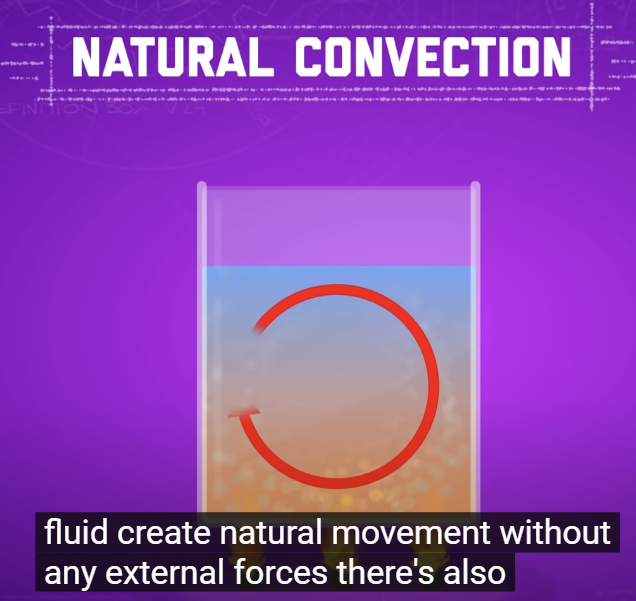 NATURAL CONVECTION
fluid create natural movement without
any external forces there's also